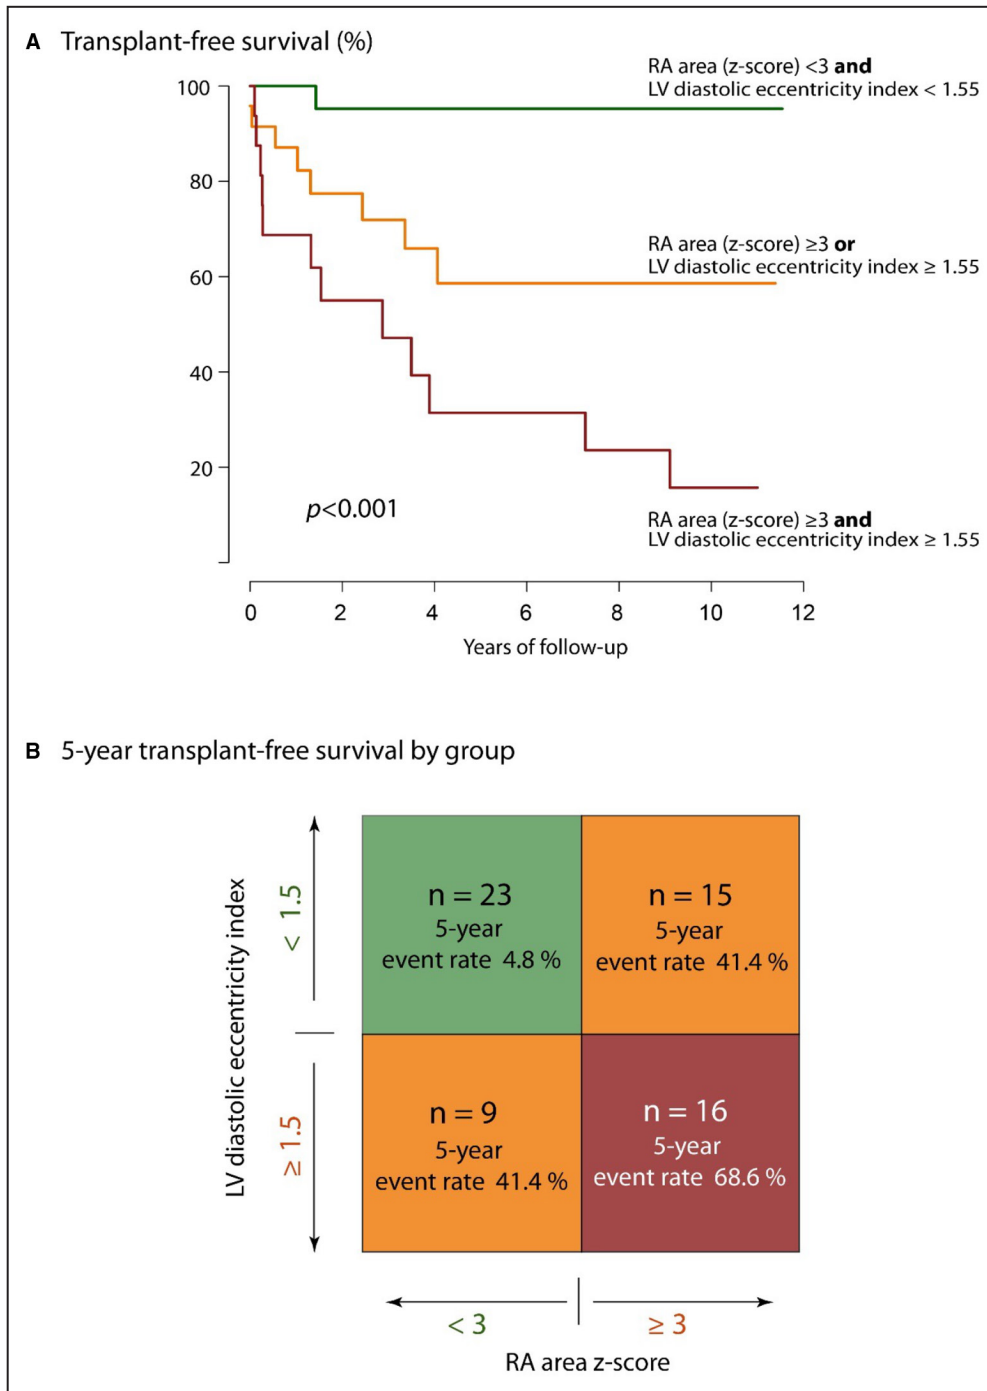 A Transplant-free survival (%)
RA area (z-score) <3 and
LV diastolic eccentricity index < 1.55
100
80
RA area (z-score) ≥3 or
LV diastolic eccentricity index ≥ 1.55
60
40
20
p<0.001
RA area (z-score) ≥3 and
LV diastolic eccentricity index ≥ 1.55
0 2 4 6 8 10 12
Years of follow-up
B 5-year transplant-free survival by group
LV diastolic eccentricity index
< 1.5
≥ 1.5
n = 23
5-year
event rate 4.8 %
n = 15
5-year
event rate 41.4 %
n = 9
5-year
event rate 41.4 %
n = 16
5-year
event rate 68.6 %
< 3
≥ 3
RA area z-score